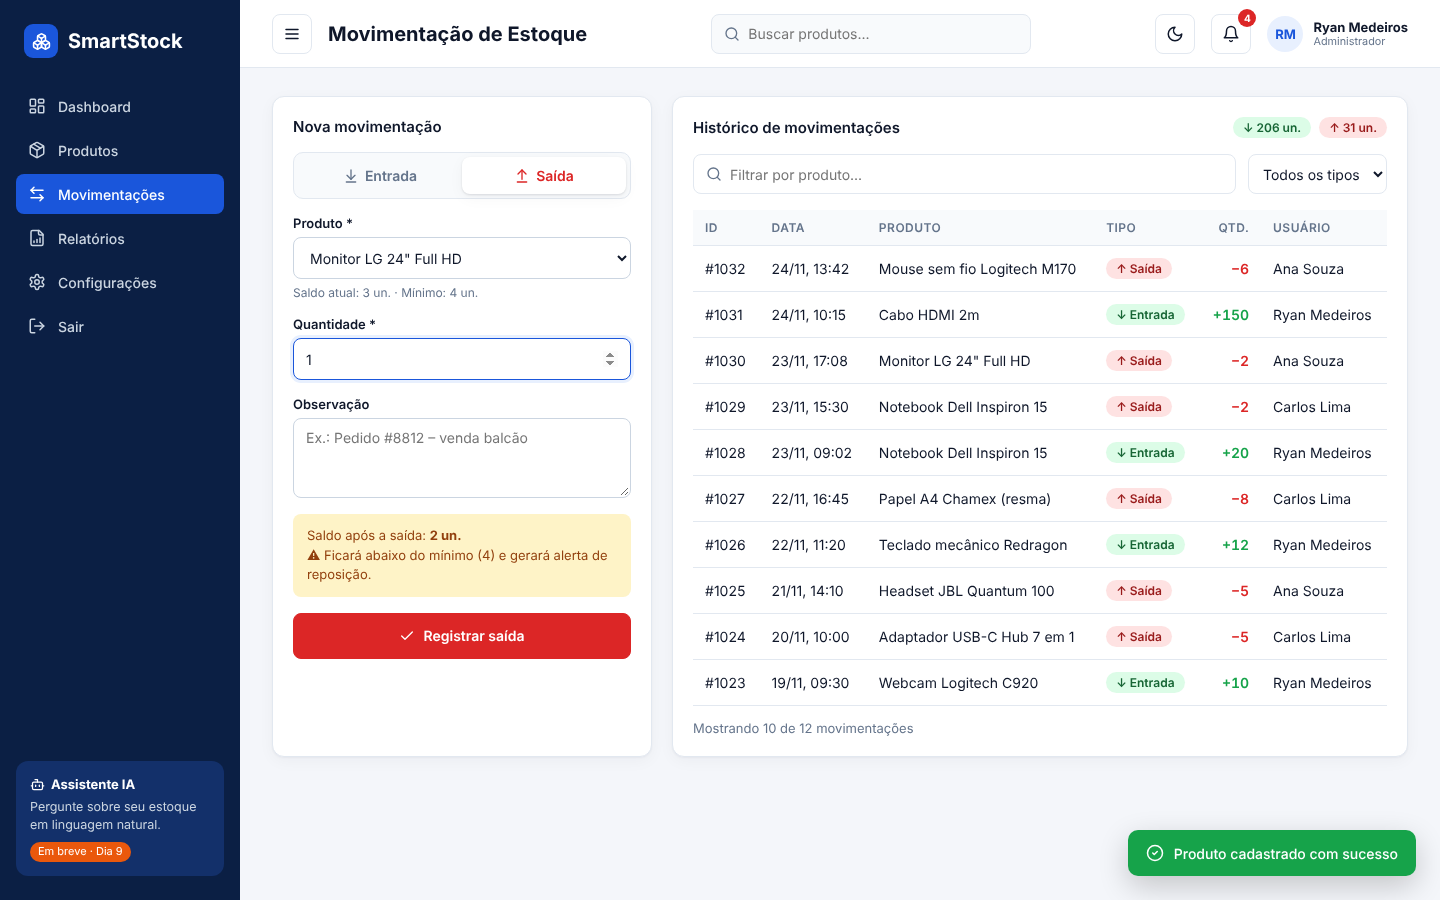 SmartStock
Dashboard
Produtos
Movimentações
Relatórios
Configurações
Sair
Assistente IA
Pergunte sobre seu estoque
em linguagem natural.
Em breve · Dia 9
Movimentação de Estoque
Buscar produtos...
4
RM
Ryan Medeiros
Administrador
Nova movimentação
Entrada
Saída
Produto *
Monitor LG 24" Full HD
Saldo atual: 3 un. · Mínimo: 4 un.
Quantidade *
1
Observação
Ex.: Pedido #8812 – venda balcão
Saldo após a saída: 2 un.
⚠ Ficará abaixo do mínimo (4) e gerará alerta de
reposição.
Registrar saída
Histórico de movimentações
↓ 206 un.
↑ 31 un.
Filtrar por produto...
Todos os tipos
ID DATA PRODUTO TIPO QTD. USUÁRIO
#1032 24/11, 13:42 Mouse sem fio Logitech M170 ↑ Saída −6 Ana Souza
#1031 24/11, 10:15 Cabo HDMI 2m ↓ Entrada +150 Ryan Medeiros
#1030 23/11, 17:08 Monitor LG 24" Full HD ↑ Saída −2 Ana Souza
#1029 23/11, 15:30 Notebook Dell Inspiron 15 ↑ Saída −2 Carlos Lima
#1028 23/11, 09:02 Notebook Dell Inspiron 15 ↓ Entrada +20 Ryan Medeiros
#1027 22/11, 16:45 Papel A4 Chamex (resma) ↑ Saída −8 Carlos Lima
#1026 22/11, 11:20 Teclado mecânico Redragon ↓ Entrada +12 Ryan Medeiros
#1025 21/11, 14:10 Headset JBL Quantum 100 ↑ Saída −5 Ana Souza
#1024 20/11, 10:00 Adaptador USB-C Hub 7 em 1 ↑ Saída −5 Carlos Lima
#1023 19/11, 09:30 Webcam Logitech C920 ↓ Entrada +10 Ryan Medeiros
Mostrando 10 de 12 movimentações
Produto cadastrado com sucesso